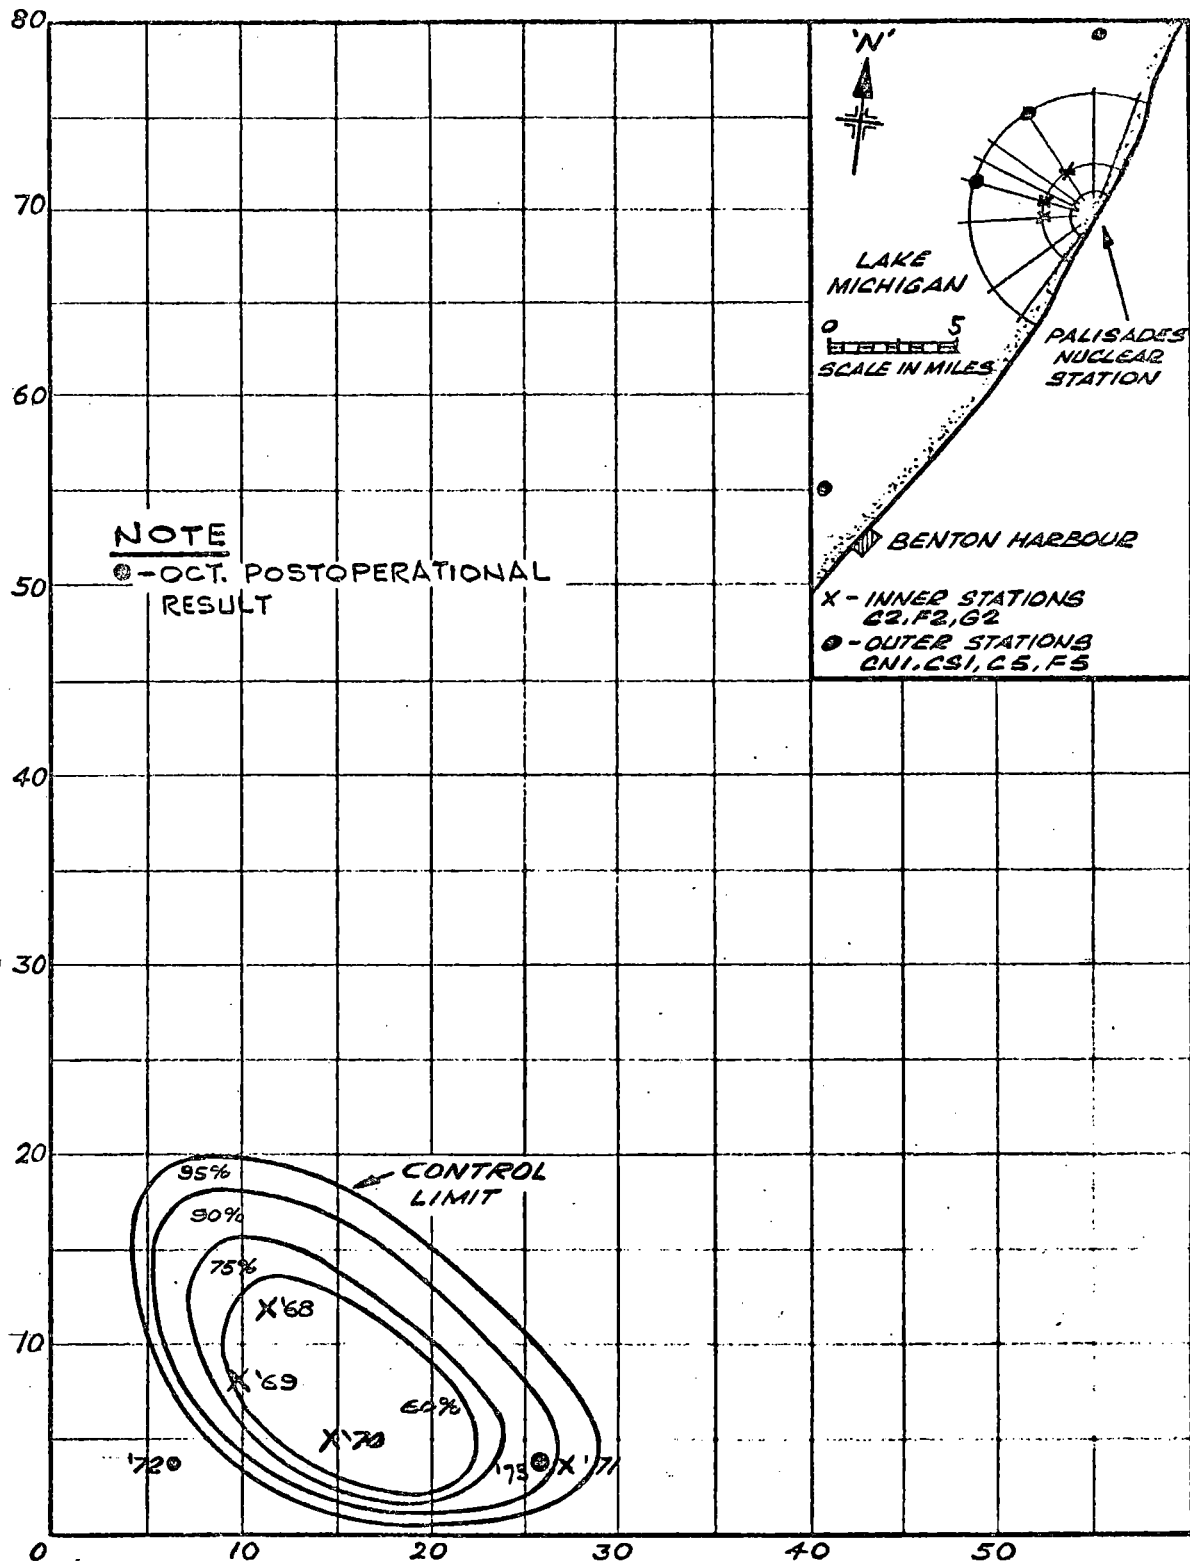 80
70
60
50
40
30
20
10
0
10
20
30
40
50
'N'
LAKE
MICHIGAN
0 5
SCALE IN MILES
PALISADES
NUCLEAR
STATION
BENTON HARBOUR
X - INNER STATIONS
C2, F2, G2
- OUTER STATIONS
CN1, CS1, C5, F5
NOTE
- OCT. POSTOPERATIONAL
RESULT
CONTROL
LIMIT
95%
90%
75%
60%
X '68
X '69
X '70
'72
'73
X '71